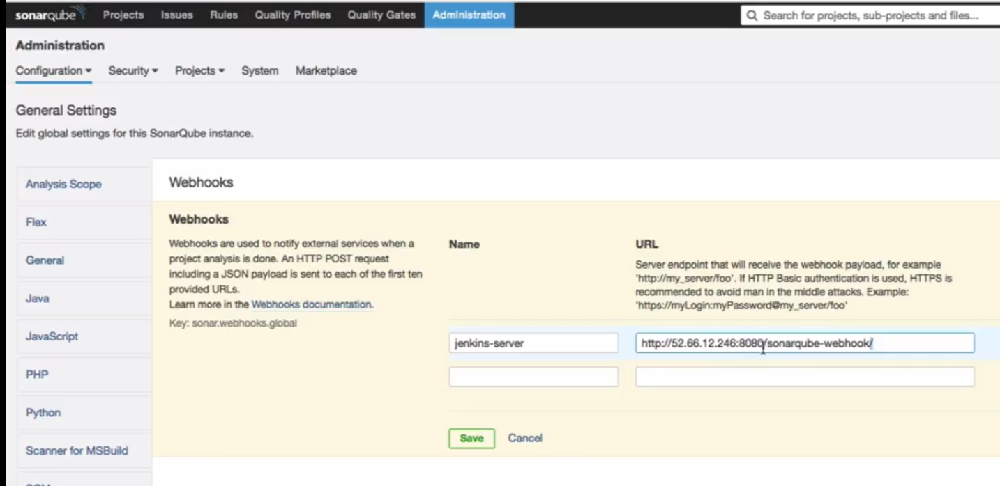 sonarqube Projects Issues Rules Quality Profiles Quality Gates Administration Search for projects, sub-projects and files...
Administration
Configuration Security Projects System Marketplace
General Settings
Edit global settings for this SonarQube instance.
Analysis Scope
Flex
General
Java
JavaScript
PHP
Python
Scanner for MSBuild
Webhooks
Webhooks
Webhooks are used to notify external services when a
project analysis is done. An HTTP POST request
including a JSON payload is sent to each of the first ten
provided URLs.
Learn more in the Webhooks documentation.
Key: sonar.webhooks.global
Name
URL
Server endpoint that will receive the webhook payload, for example
'http://my_server/foo'. If HTTP Basic authentication is used, HTTPS is
recommended to avoid man in the middle attacks. Example:
'https://myLogin:myPassword@my_server/foo'
jenkins-server
http://52.66.12.246:8080/sonarqube-webhook/
Save Cancel